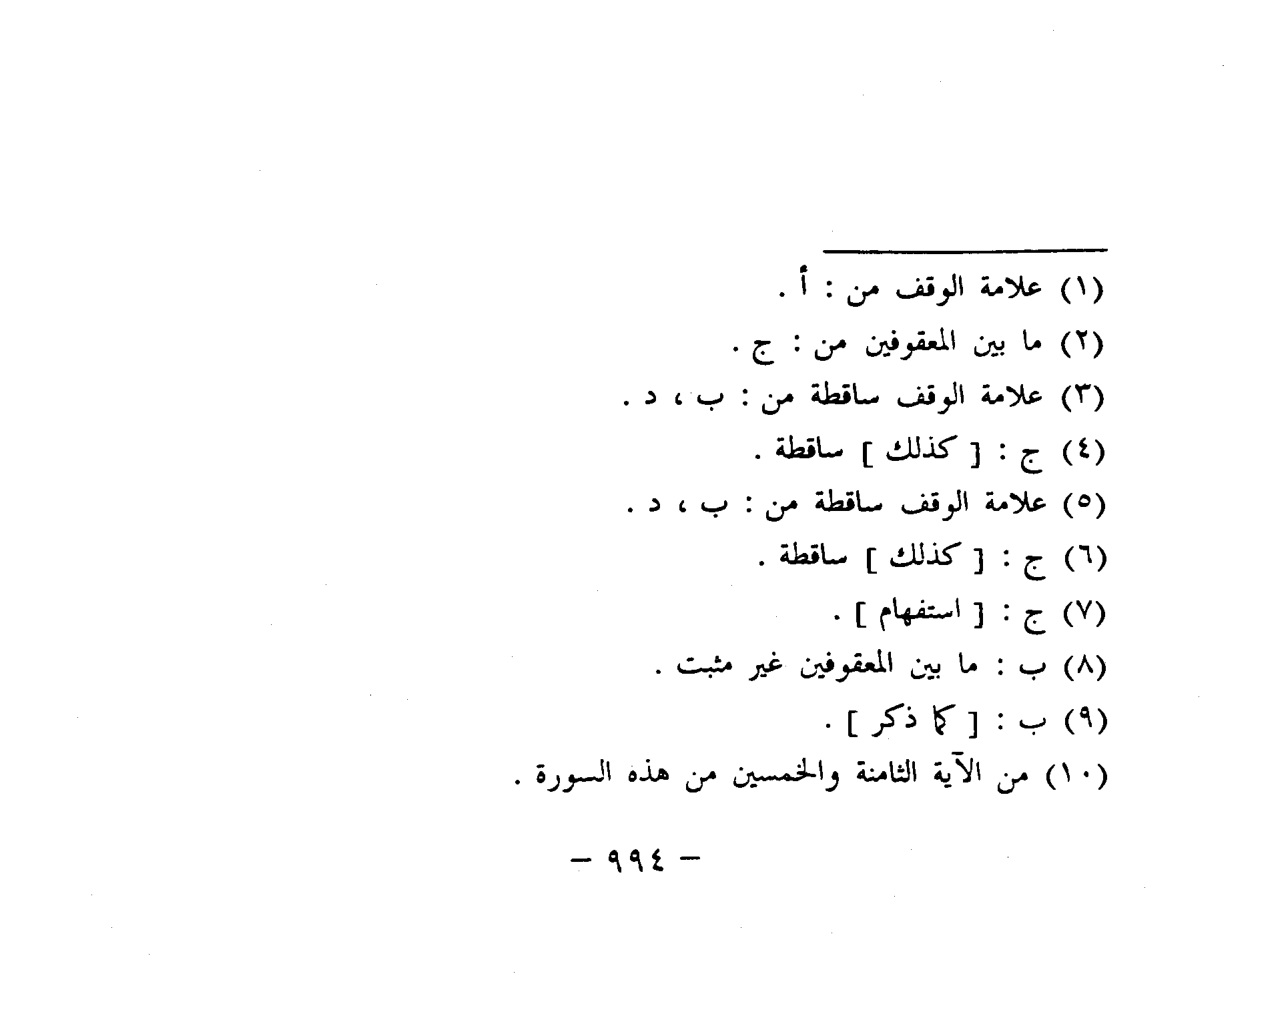 (١) علامة الوقف من : أ .
(٢) ما بين المعقوفين من : ج .
(٣) علامة الوقف ساقطة من : ب ، د .
(٤) ج : [ كذلك ] ساقطة .
(٥) علامة الوقف ساقطة من : ب ، د .
(٦) ج : [ كذلك ] ساقطة .
(٧) ج : [ استفهام ] .
(٨) ب : ما بين المعقوفين غير مثبت .
(٩) ب : [ كما ذكر ] .
(١٠) من الآية الثامنة والخمسين من هذه السورة .
– ٩٩٤ –